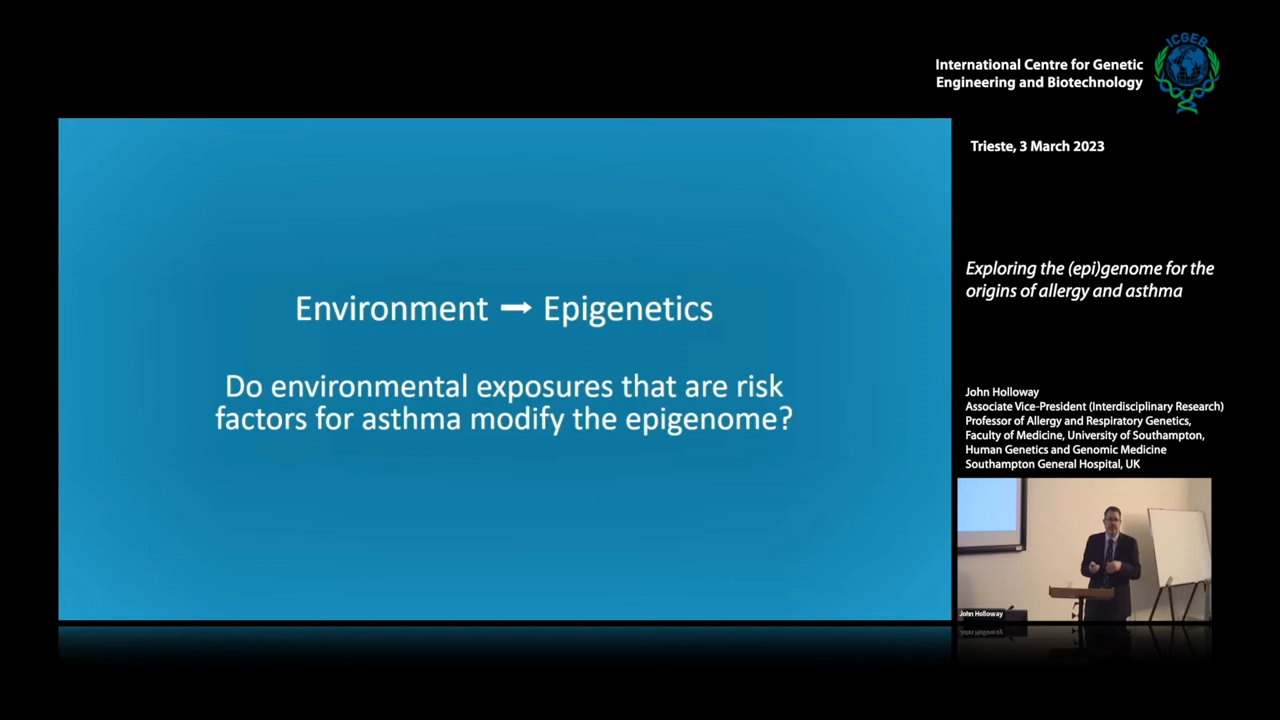 ICGEB
International Centre for Genetic
Engineering and Biotechnology
Trieste, 3 March 2023
Environment → Epigenetics
Do environmental exposures that are risk
factors for asthma modify the epigenome?
Exploring the (epi)genome for the
origins of allergy and asthma
John Holloway
Associate Vice-President (Interdisciplinary Research)
Professor of Allergy and Respiratory Genetics,
Faculty of Medicine, University of Southampton,
Human Genetics and Genomic Medicine
Southampton General Hospital, UK
John Holloway